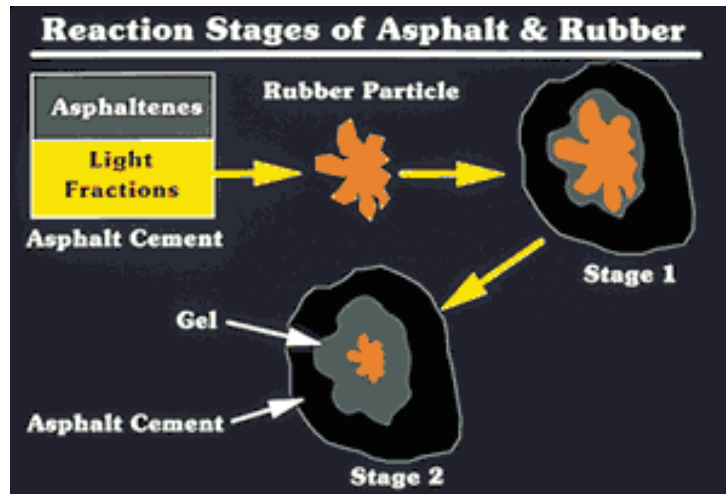 Reaction Stages of Asphalt & Rubber
Asphaltenes
Light
Fractions
Asphalt Cement
Rubber Particle
Stage 1
Gel
Asphalt Cement
Stage 2